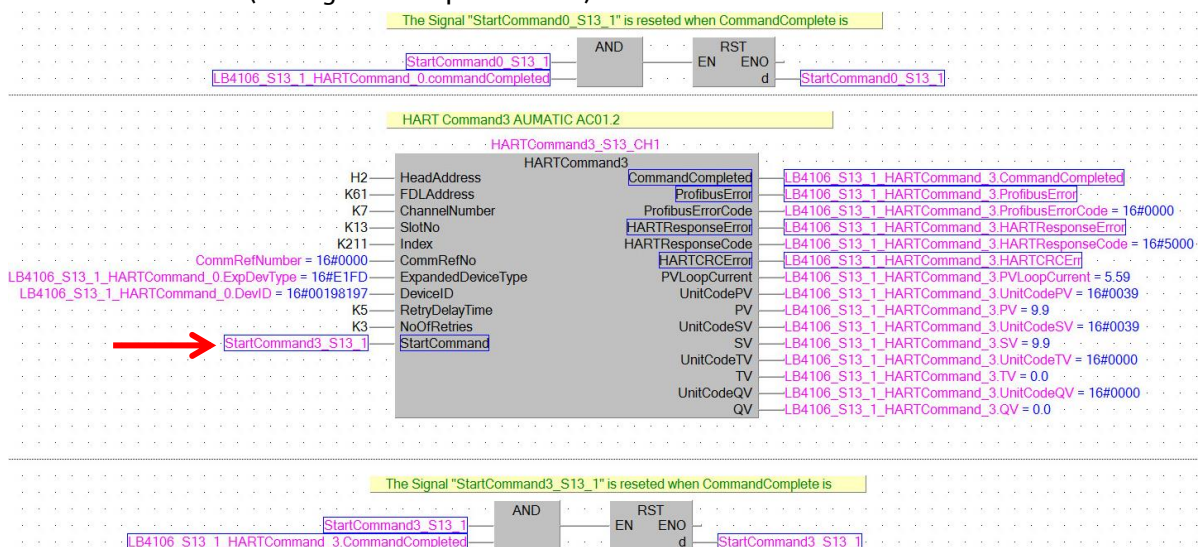 The Signal "StartCommand0_S13_1" is reseted when CommandComplete is
AND RST
StartCommand0_S13_1 EN ENO
LB4106_S13_1_HARTCommand_0.commandCompleted d StartCommand0_S13_1
HART Command3 AUMATIC AC01.2
HARTCommand3_S13_CH1
HARTCommand3
H2 HeadAddress CommandCompleted LB4106_S13_1_HARTCommand_3.CommandCompleted
K61 FDLAddress ProfibusError LB4106_S13_1_HARTCommand_3.ProfibusError
K7 ChannelNumber ProfibusErrorCode LB4106_S13_1_HARTCommand_3.ProfibusErrorCode = 16#0000
K13 SlotNo HARTResponseError LB4106_S13_1_HARTCommand_3.HARTResponseError
K211 Index HARTResponseCode LB4106_S13_1_HARTCommand_3.HARTResponseCode = 16#5000
CommRefNumber = 16#0000 CommRefNo HARTCRCError LB4106_S13_1_HARTCommand_3.HARTCRCErr
LB4106_S13_1_HARTCommand_0.ExpDevType = 16#E1FD ExpandedDeviceType PVLoopCurrent LB4106_S13_1_HARTCommand_3.PVLoopCurrent = 5.59
LB4106_S13_1_HARTCommand_0.DevID = 16#00198197 DeviceID UnitCodePV LB4106_S13_1_HARTCommand_3.UnitCodePV = 16#0039
K5 RetryDelayTime PV LB4106_S13_1_HARTCommand_3.PV = 9.9
K3 NoOfRetries UnitCodeSV LB4106_S13_1_HARTCommand_3.UnitCodeSV = 16#0039
StartCommand3_S13_1 StartCommand SV LB4106_S13_1_HARTCommand_3.SV = 9.9
UnitCodeTV LB4106_S13_1_HARTCommand_3.UnitCodeTV = 16#0000
TV LB4106_S13_1_HARTCommand_3.TV = 0.0
UnitCodeQV LB4106_S13_1_HARTCommand_3.UnitCodeQV = 16#0000
QV LB4106_S13_1_HARTCommand_3.QV = 0.0
The Signal "StartCommand3_S13_1" is reseted when CommandComplete is
AND RST
StartCommand3_S13_1 EN ENO
LB4106_S13_1_HARTCommand_3.CommandCompleted d StartCommand3_S13_1